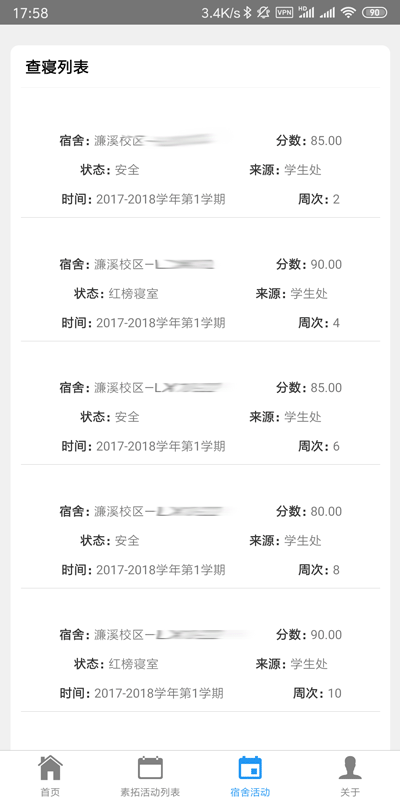 17:58 3.4K/s VPN HD 90
查寝列表
宿舍: 濂溪校区— 分数: 85.00
状态: 安全 来源: 学生处
时间: 2017-2018学年第1学期 周次: 2
宿舍: 濂溪校区— 分数: 90.00
状态: 红榜寝室 来源: 学生处
时间: 2017-2018学年第1学期 周次: 4
宿舍: 濂溪校区— 分数: 85.00
状态: 安全 来源: 学生处
时间: 2017-2018学年第1学期 周次: 6
宿舍: 濂溪校区— 分数: 80.00
状态: 安全 来源: 学生处
时间: 2017-2018学年第1学期 周次: 8
宿舍: 濂溪校区— 分数: 90.00
状态: 红榜寝室 来源: 学生处
时间: 2017-2018学年第1学期 周次: 10
首页 素拓活动列表 宿舍活动 关于